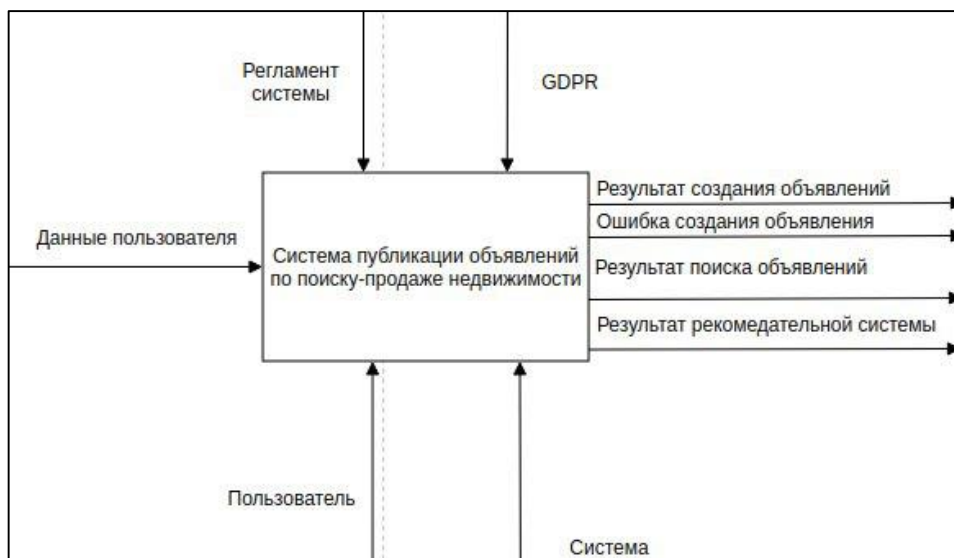 Регламент
системы
GDPR
Результат создания объявлений
Ошибка создания объявления
Данные пользователя
Система публикации объявлений
по поиску-продаже недвижимости
Результат поиска объявлений
Результат рекомедательной системы
Пользователь
Система